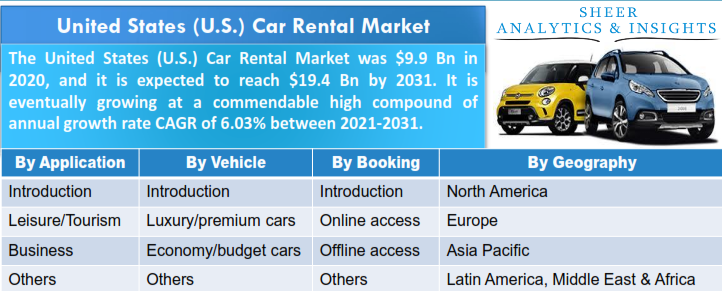 United States (U.S.) Car Rental Market
SHEER
ANALYTICS & INSIGHTS
The United States (U.S.) Car Rental Market was $9.9 Bn in
2020, and it is expected to reach $19.4 Bn by 2031. It is
eventually growing at a commendable high compound of
annual growth rate CAGR of 6.03% between 2021-2031.
By Application By Vehicle By Booking By Geography
Introduction Introduction Introduction North America
Leisure/Tourism Luxury/premium cars Online access Europe
Business Economy/budget cars Offline access Asia Pacific
Others Others Others Latin America, Middle East & Africa